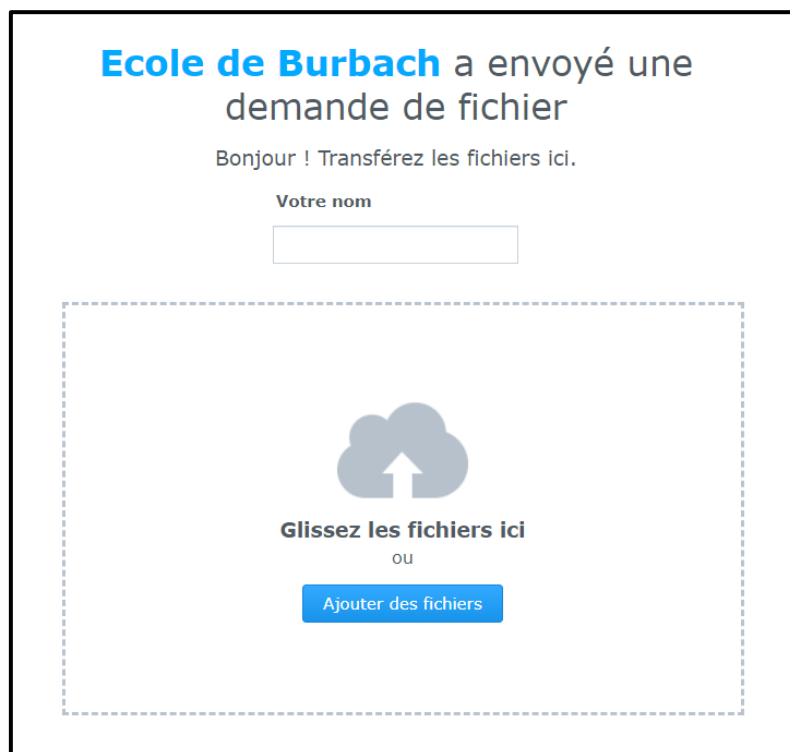 Ecole de Burbach a envoyé une
demande de fichier
Bonjour ! Transférez les fichiers ici.
Votre nom
Glissez les fichiers ici
ou
Ajouter des fichiers